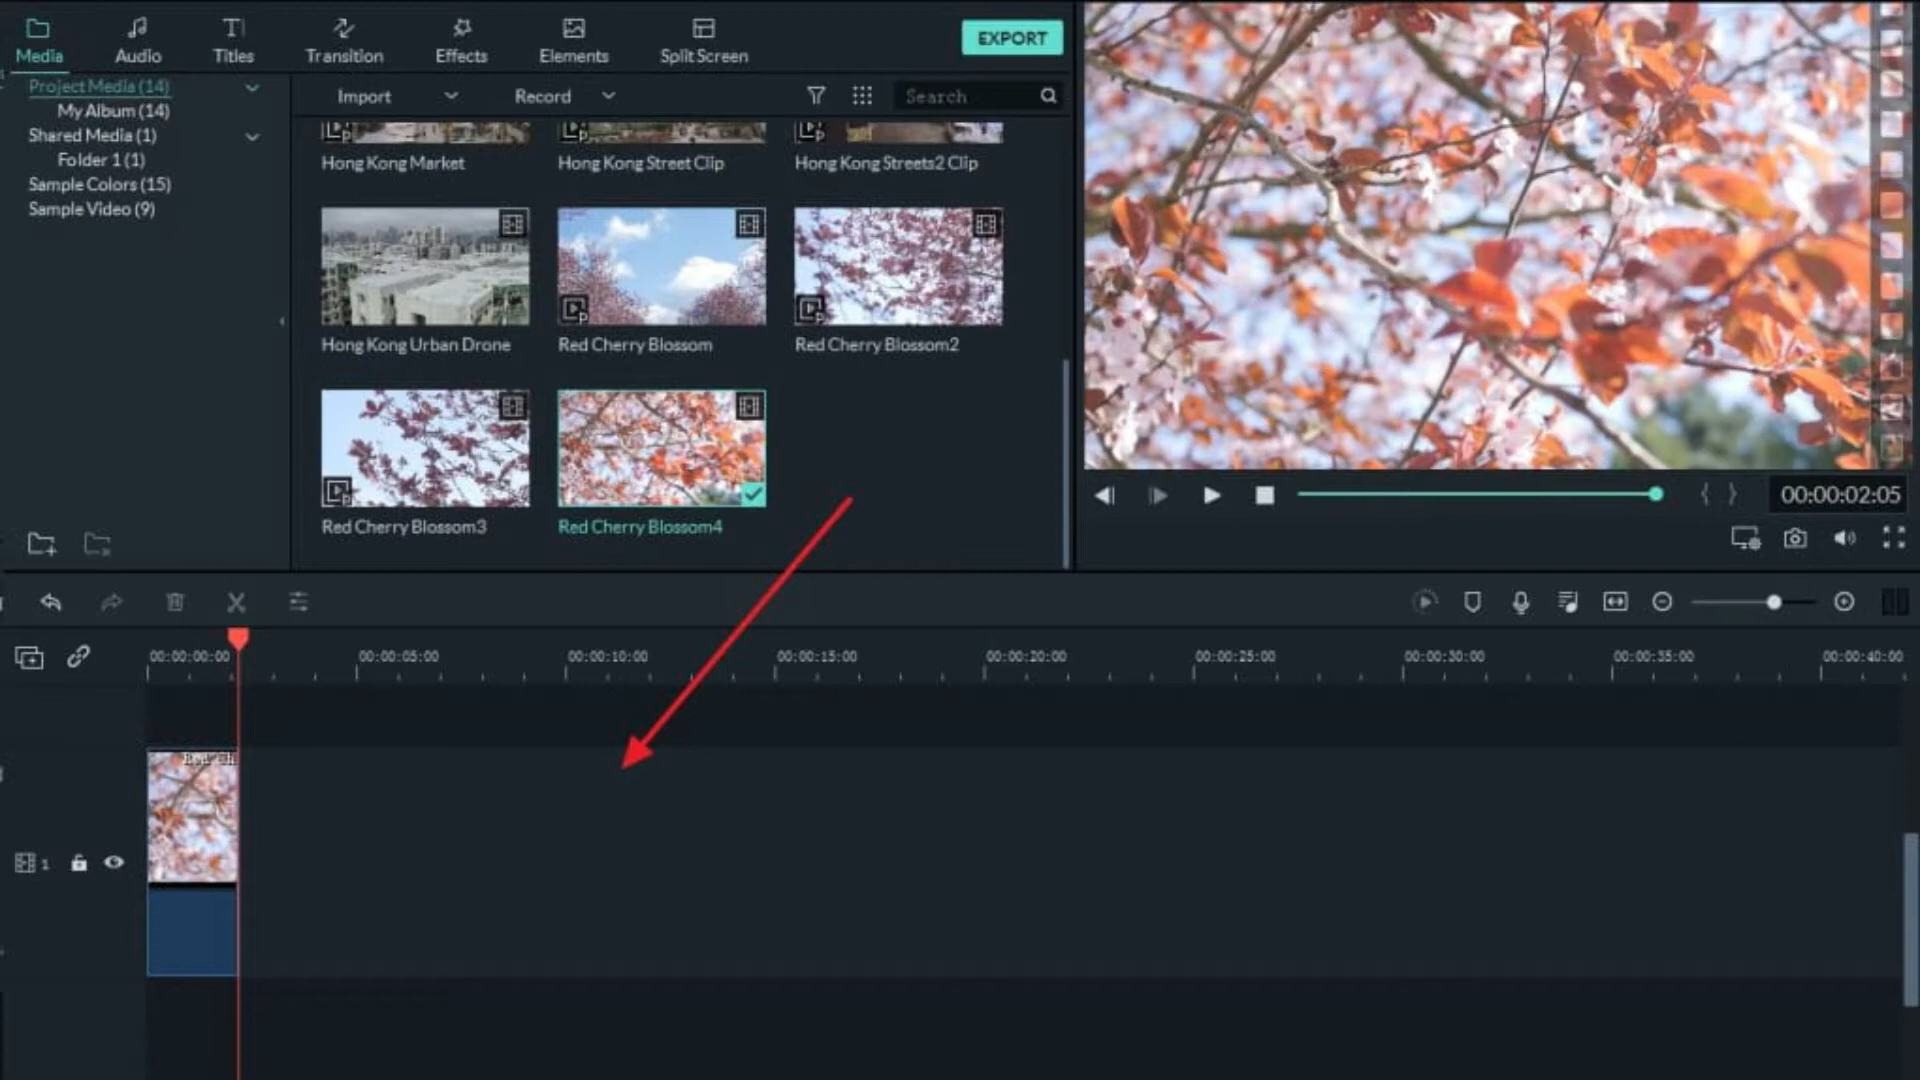 Media
Audio
Titles
Transition
Effects
Elements
Split Screen
EXPORT
Project Media (14)
My Album (14)
Shared Media (1)
Folder 1 (1)
Sample Colors (15)
Sample Video (9)
Import
Record
Search
Hong Kong Market
Hong Kong Street Clip
Hong Kong Streets2 Clip
Hong Kong Urban Drone
Red Cherry Blossom
Red Cherry Blossom2
Red Cherry Blossom3
Red Cherry Blossom4
00:00:02:05
00:00:00:00
00:00:05:00
00:00:10:00
00:00:15:00
00:00:20:00
00:00:25:00
00:00:30:00
00:00:35:00
00:00:40:00
Red Ch
1